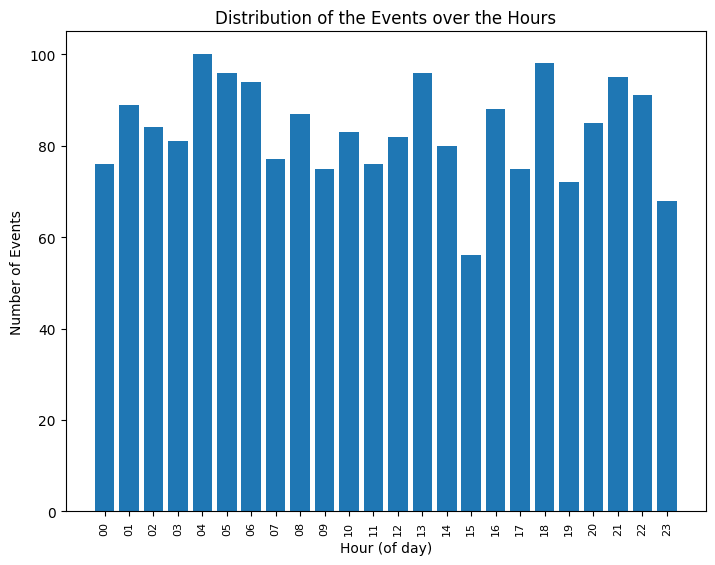 Distribution of the Events over the Hours
100
80
60
40
20
0
Number of Events
00 01 02 03 04 05 06 07 08 09 10 11 12 13 14 15 16 17 18 19 20 21 22 23
Hour (of day)